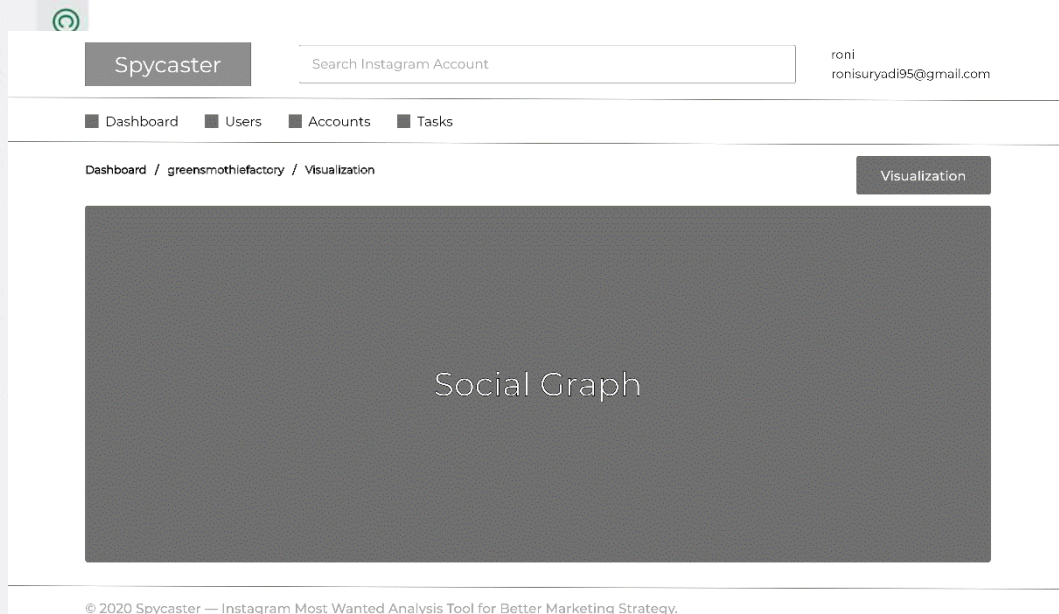 Spycaster
Search Instagram Account
roni
ronisuryadi95@gmail.com
Dashboard Users Accounts Tasks
Dashboard / greensmothiefactory / Visualization
Visualization
Social Graph
© 2020 Spycaster — Instagram Most Wanted Analysis Tool for Better Marketing Strategy.